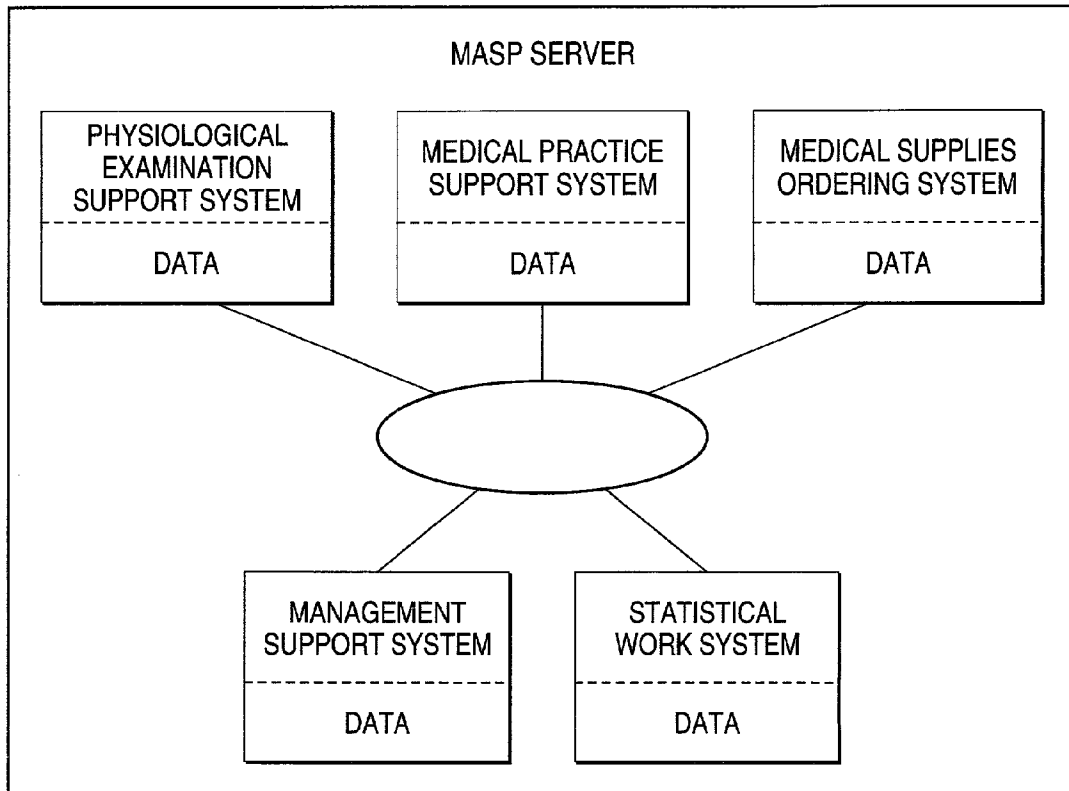 MASP SERVER
PHYSIOLOGICAL
EXAMINATION
SUPPORT SYSTEM
DATA
MEDICAL PRACTICE
SUPPORT SYSTEM
DATA
MEDICAL SUPPLIES
ORDERING SYSTEM
DATA
MANAGEMENT
SUPPORT SYSTEM
DATA
STATISTICAL
WORK SYSTEM
DATA